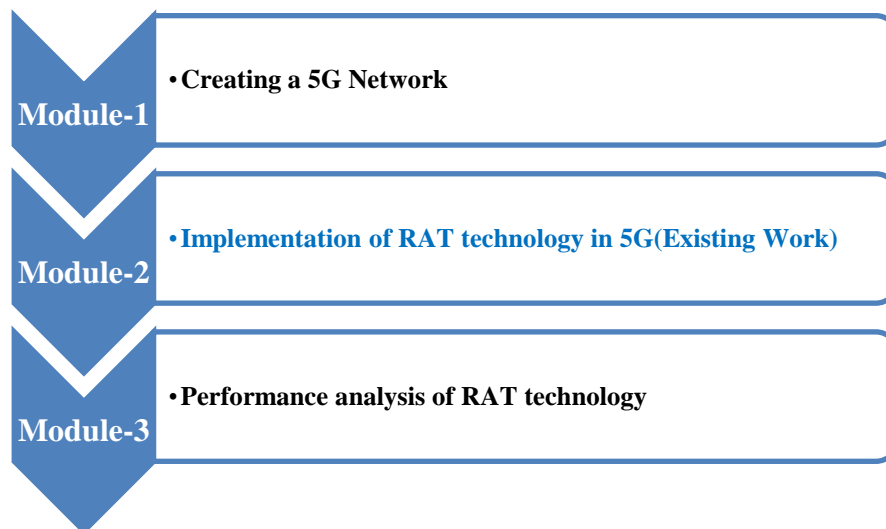 Module-1
•Creating a 5G Network
Module-2
•Implementation of RAT technology in 5G(Existing Work)
Module-3
•Performance analysis of RAT technology